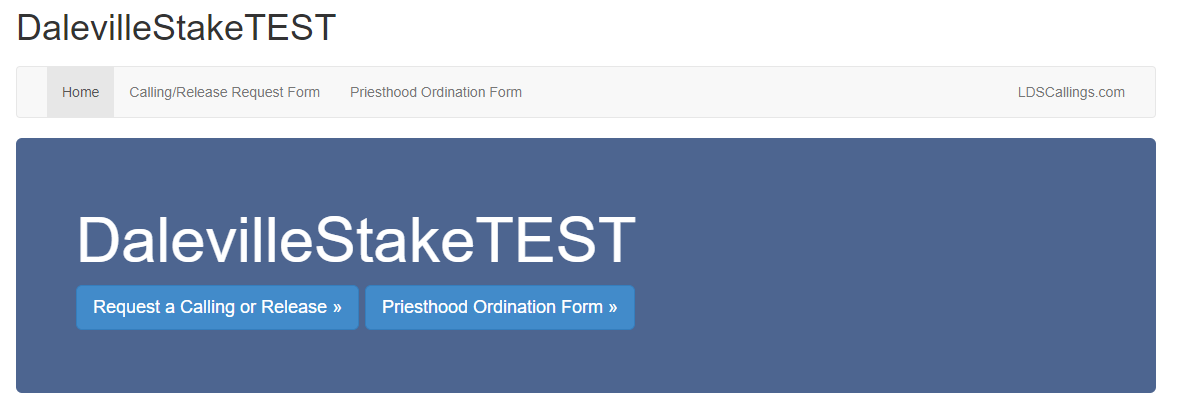 DalevilleStakeTEST
Home Calling/Release Request Form Priesthood Ordination Form LDSCallings.com
DalevilleStakeTEST
Request a Calling or Release » Priesthood Ordination Form »